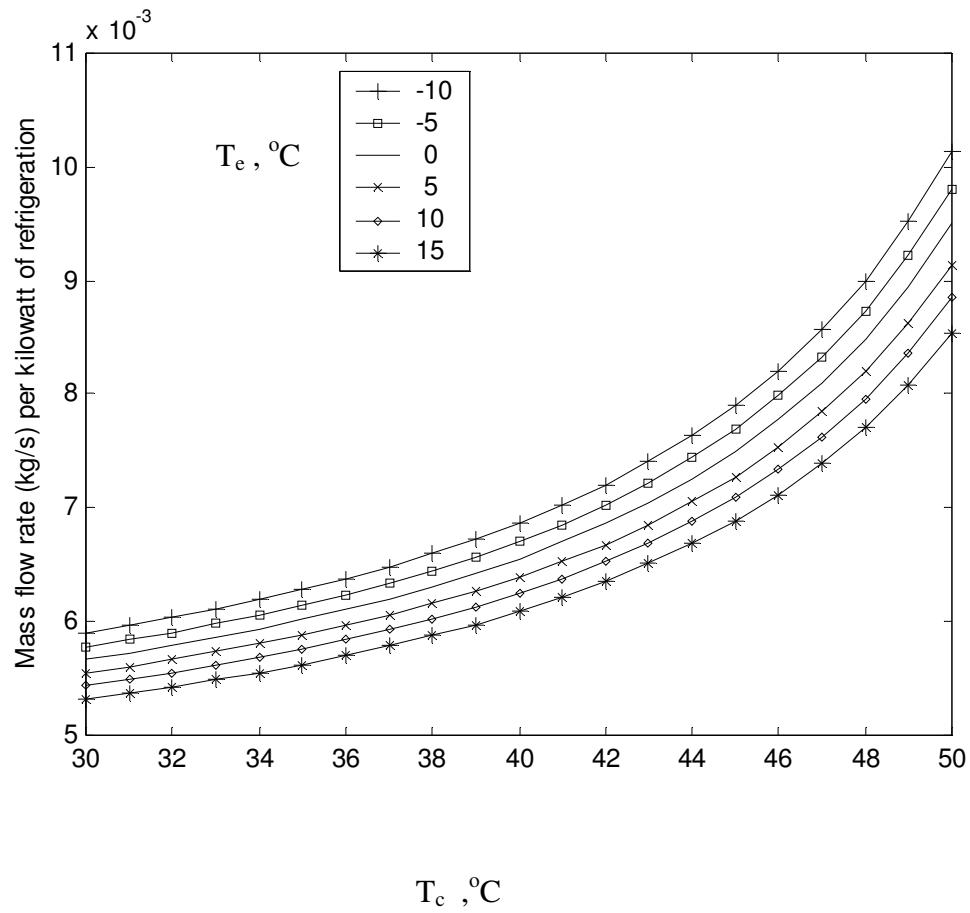 x 10⁻³
11
10
9
8
7
6
5
Mass flow rate (kg/s) per kilowatt of refrigeration
Tₑ , ᵒC
-10
-5
0
5
10
15
30 32 34 36 38 40 42 44 46 48 50
T_c ,ᵒC